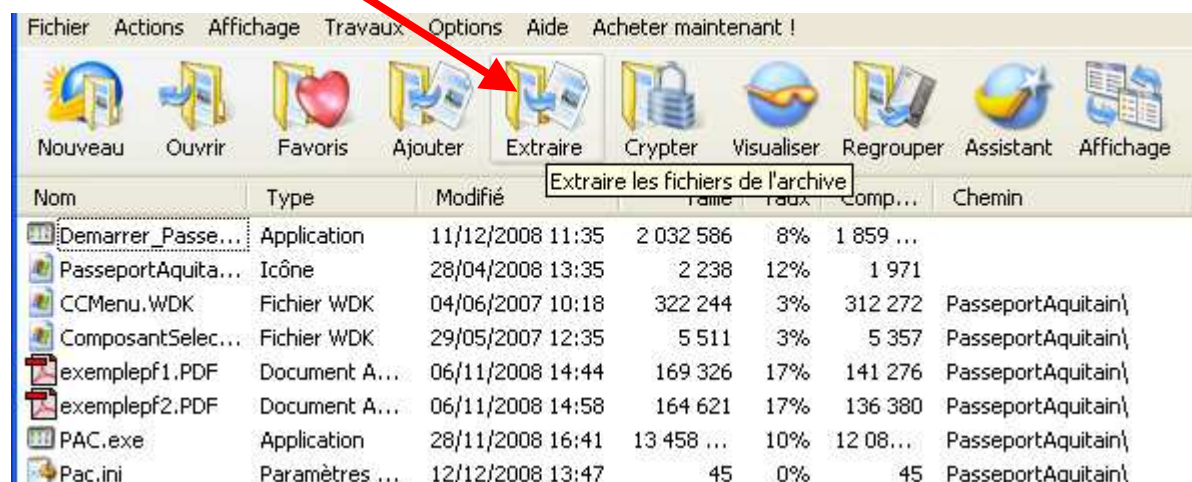 Fichier Actions Affichage Travaux Options Aide Acheter maintenant !
Nouveau Ouvrir Favoris Ajouter Extraire Crypter Visualiser Regrouper Assistant Affichage
Extraire les fichiers de l'archive
Nom Type Modifié Taille Taux Comp... Chemin
Demarrer_Passe... Application 11/12/2008 11:35 2 032 586 8% 1 859 ...
PasseportAquita... Icône 28/04/2008 13:35 2 238 12% 1 971
CCMenu.WDK Fichier WDK 04/06/2007 10:18 322 244 3% 312 272 PasseportAquitain\
ComposantSelec... Fichier WDK 29/05/2007 12:35 5 511 3% 5 357 PasseportAquitain\
exemplepf1.PDF Document A... 06/11/2008 14:44 169 326 17% 141 276 PasseportAquitain\
exemplepf2.PDF Document A... 06/11/2008 14:58 164 621 17% 136 380 PasseportAquitain\
PAC.exe Application 28/11/2008 16:41 13 458 ... 10% 12 08... PasseportAquitain\
Pac.ini Paramètres ... 12/12/2008 13:47 45 0% 45 PasseportAquitain\